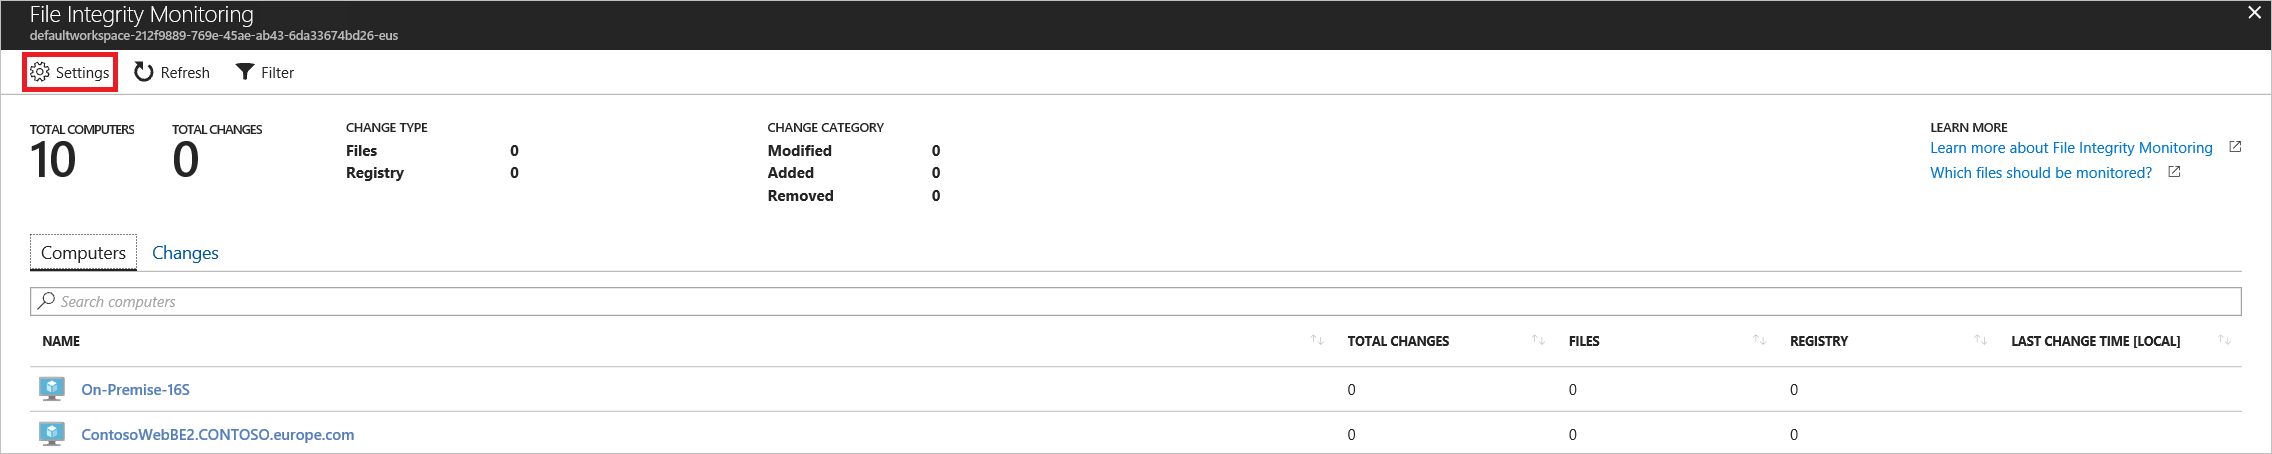 File Integrity Monitoring
defaultworkspace-212f9889-769e-45ae-ab43-6da33674bd26-eus
Settings Refresh Filter
TOTAL COMPUTERS
10
TOTAL CHANGES
0
CHANGE TYPE
Files 0
Registry 0
CHANGE CATEGORY
Modified 0
Added 0
Removed 0
LEARN MORE
Learn more about File Integrity Monitoring
Which files should be monitored?
Computers Changes
Search computers
NAME TOTAL CHANGES FILES REGISTRY LAST CHANGE TIME [LOCAL]
On-Premise-16S 0 0 0
ContosoWebBE2.CONTOSO.europe.com 0 0 0